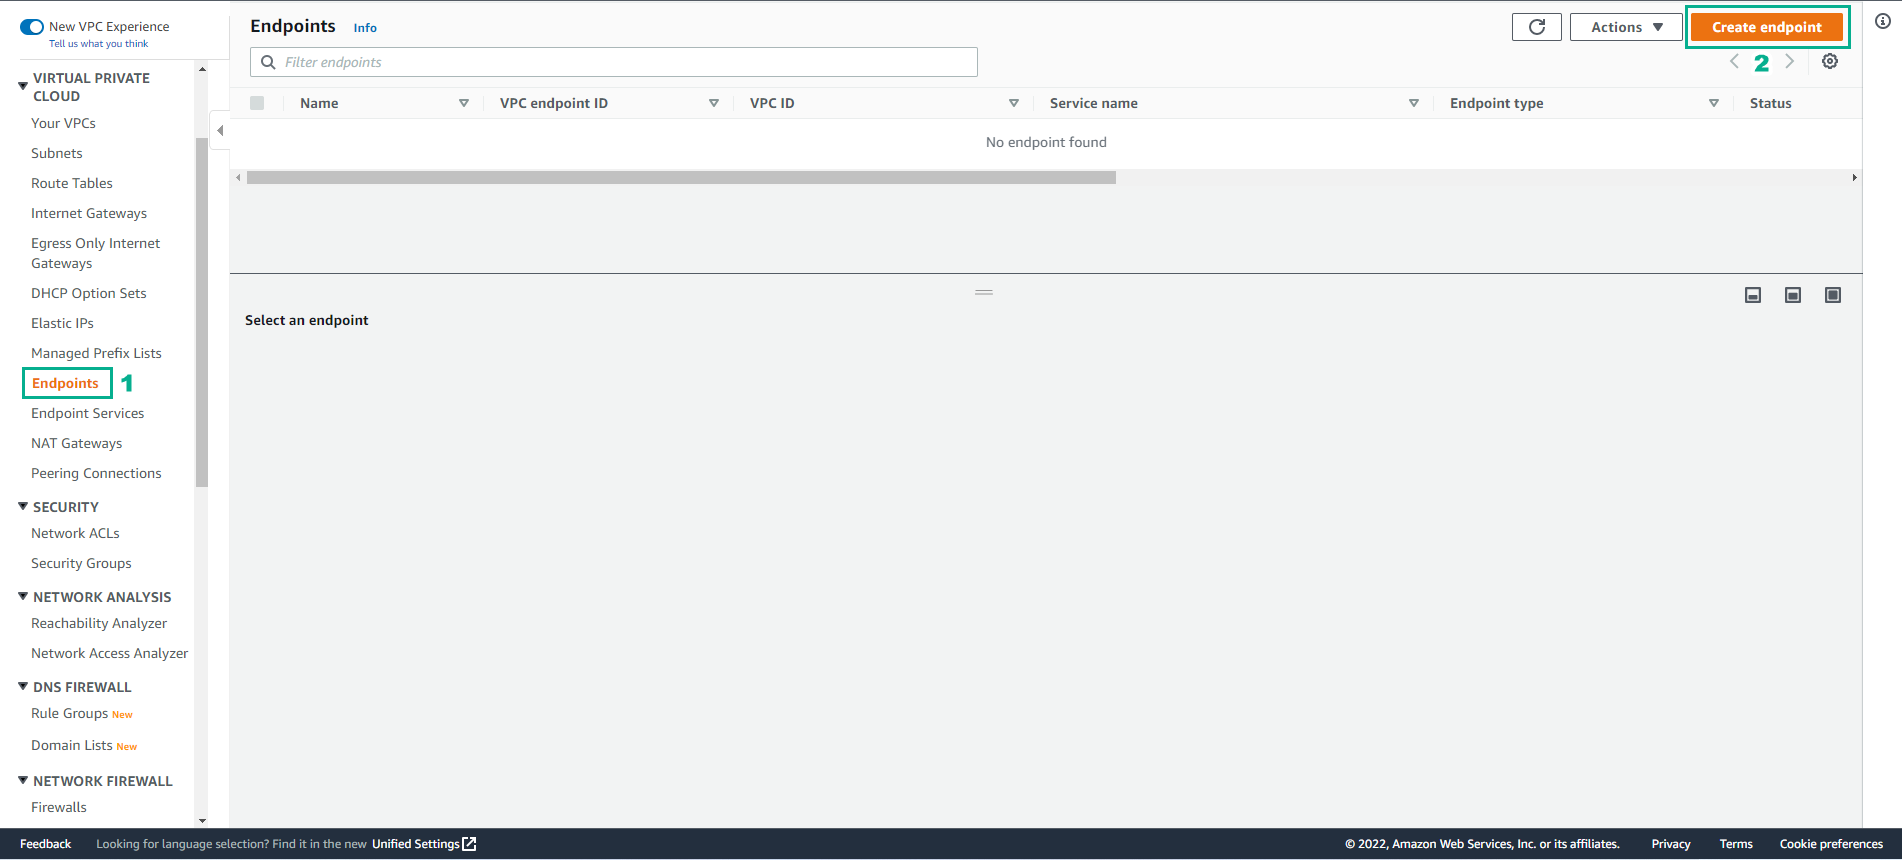 New VPC Experience
Tell us what you think
VIRTUAL PRIVATE
CLOUD
Your VPCs
Subnets
Route Tables
Internet Gateways
Egress Only Internet
Gateways
DHCP Option Sets
Elastic IPs
Managed Prefix Lists
Endpoints 1
Endpoint Services
NAT Gateways
Peering Connections
SECURITY
Network ACLs
Security Groups
NETWORK ANALYSIS
Reachability Analyzer
Network Access Analyzer
DNS FIREWALL
Rule Groups New
Domain Lists New
NETWORK FIREWALL
Firewalls
Endpoints Info
Actions
Create endpoint
Filter endpoints
2
Name VPC endpoint ID VPC ID Service name Endpoint type Status
No endpoint found
Select an endpoint
Feedback Looking for language selection? Find it in the new Unified Settings © 2022, Amazon Web Services, Inc. or its affiliates. Privacy Terms Cookie preferences